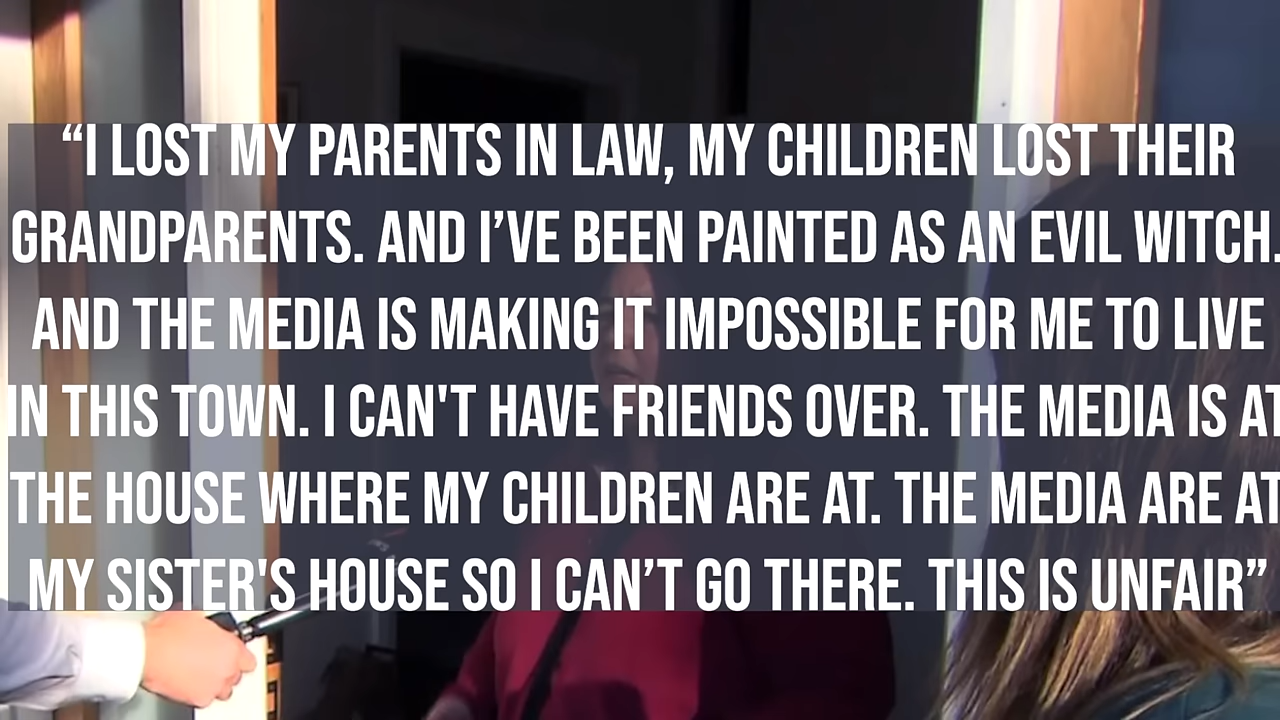 “I LOST MY PARENTS IN LAW, MY CHILDREN LOST THEIR
GRANDPARENTS. AND I’VE BEEN PAINTED AS AN EVIL WITCH.
AND THE MEDIA IS MAKING IT IMPOSSIBLE FOR ME TO LIVE
IN THIS TOWN. I CAN'T HAVE FRIENDS OVER. THE MEDIA IS AT
THE HOUSE WHERE MY CHILDREN ARE AT. THE MEDIA ARE AT
MY SISTER'S HOUSE SO I CAN’T GO THERE. THIS IS UNFAIR”